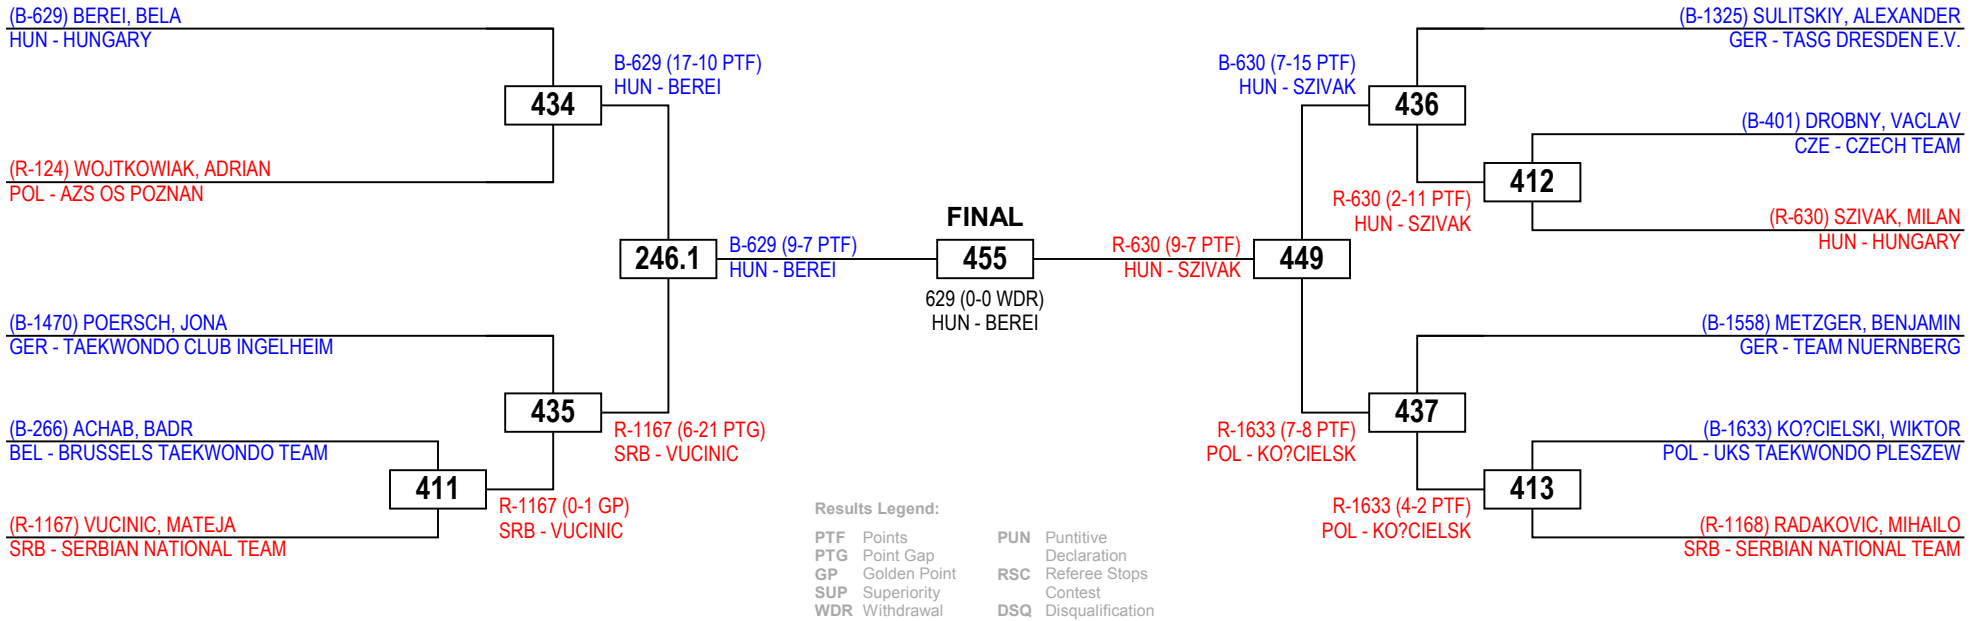 (B-629) BEREI, BELA
HUN - HUNGARY
B-629 (17-10 PTF)
HUN - BEREI
434
(R-124) WOJTKOWIAK, ADRIAN
POL - AZS OS POZNAN
246.1
B-629 (9-7 PTF)
HUN - BEREI
(B-1470) POERSCH, JONA
GER - TAEKWONDO CLUB INGELHEIM
435
R-1167 (6-21 PTG)
SRB - VUCINIC
(B-266) ACHAB, BADR
BEL - BRUSSELS TAEKWONDO TEAM
411
R-1167 (0-1 GP)
SRB - VUCINIC
(R-1167) VUCINIC, MATEJA
SRB - SERBIAN NATIONAL TEAM
FINAL
455
629 (0-0 WDR)
HUN - BEREI
(B-1325) SULITSKIY, ALEXANDER
GER - TASG DRESDEN E.V.
B-630 (7-15 PTF)
HUN - SZIVAK
436
(B-401) DROBNY, VACLAV
CZE - CZECH TEAM
412
R-630 (2-11 PTF)
HUN - SZIVAK
(R-630) SZIVAK, MILAN
HUN - HUNGARY
R-630 (9-7 PTF)
HUN - SZIVAK
449
(B-1558) METZGER, BENJAMIN
GER - TEAM NUERNBERG
437
R-1633 (7-8 PTF)
POL - KO?CIELSK
(B-1633) KO?CIELSKI, WIKTOR
POL - UKS TAEKWONDO PLESZEW
413
R-1633 (4-2 PTF)
POL - KO?CIELSK
(R-1168) RADAKOVIC, MIHAILO
SRB - SERBIAN NATIONAL TEAM
Results Legend:
PTF Points
PTG Point Gap
GP Golden Point
SUP Superiority
WDR Withdrawal
PUN Puntitive
Declaration
RSC Referee Stops
Contest
DSQ Disqualification